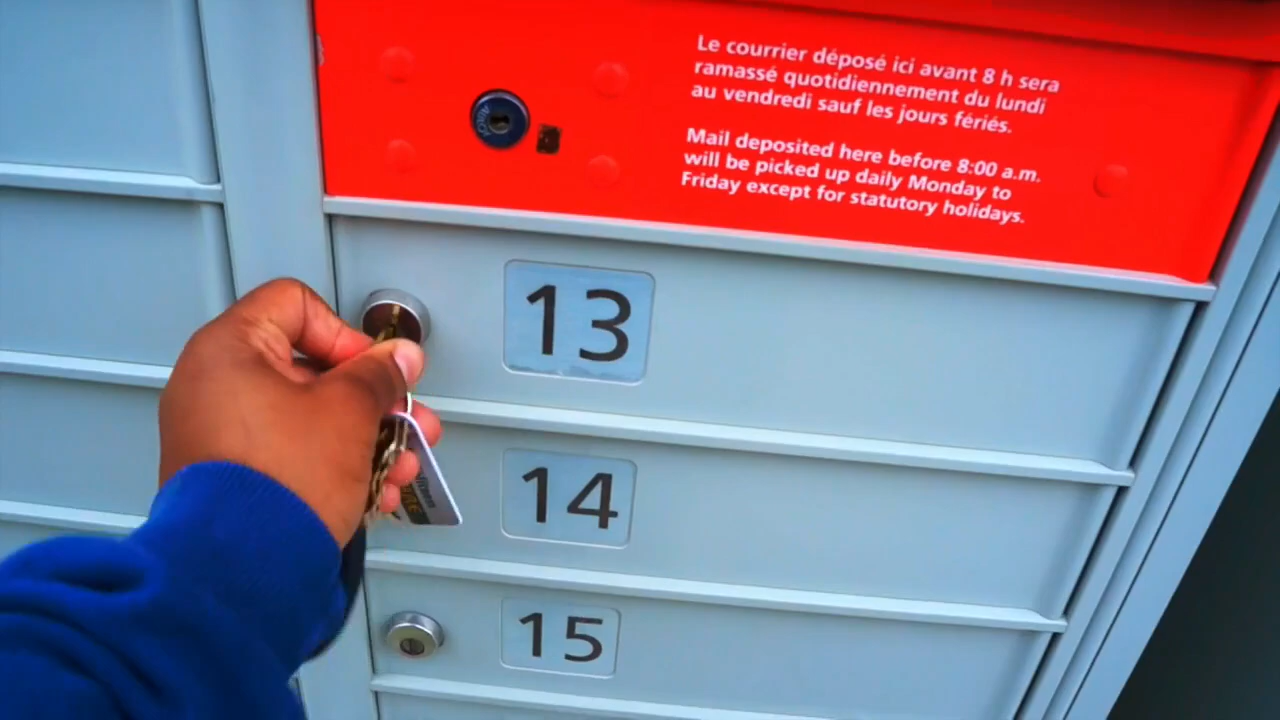 Le courrier déposé ici avant 8 h sera
ramassé quotidiennement du lundi
au vendredi sauf les jours fériés.
Mail deposited here before 8:00 a.m.
will be picked up daily Monday to
Friday except for statutory holidays.
13
14
15